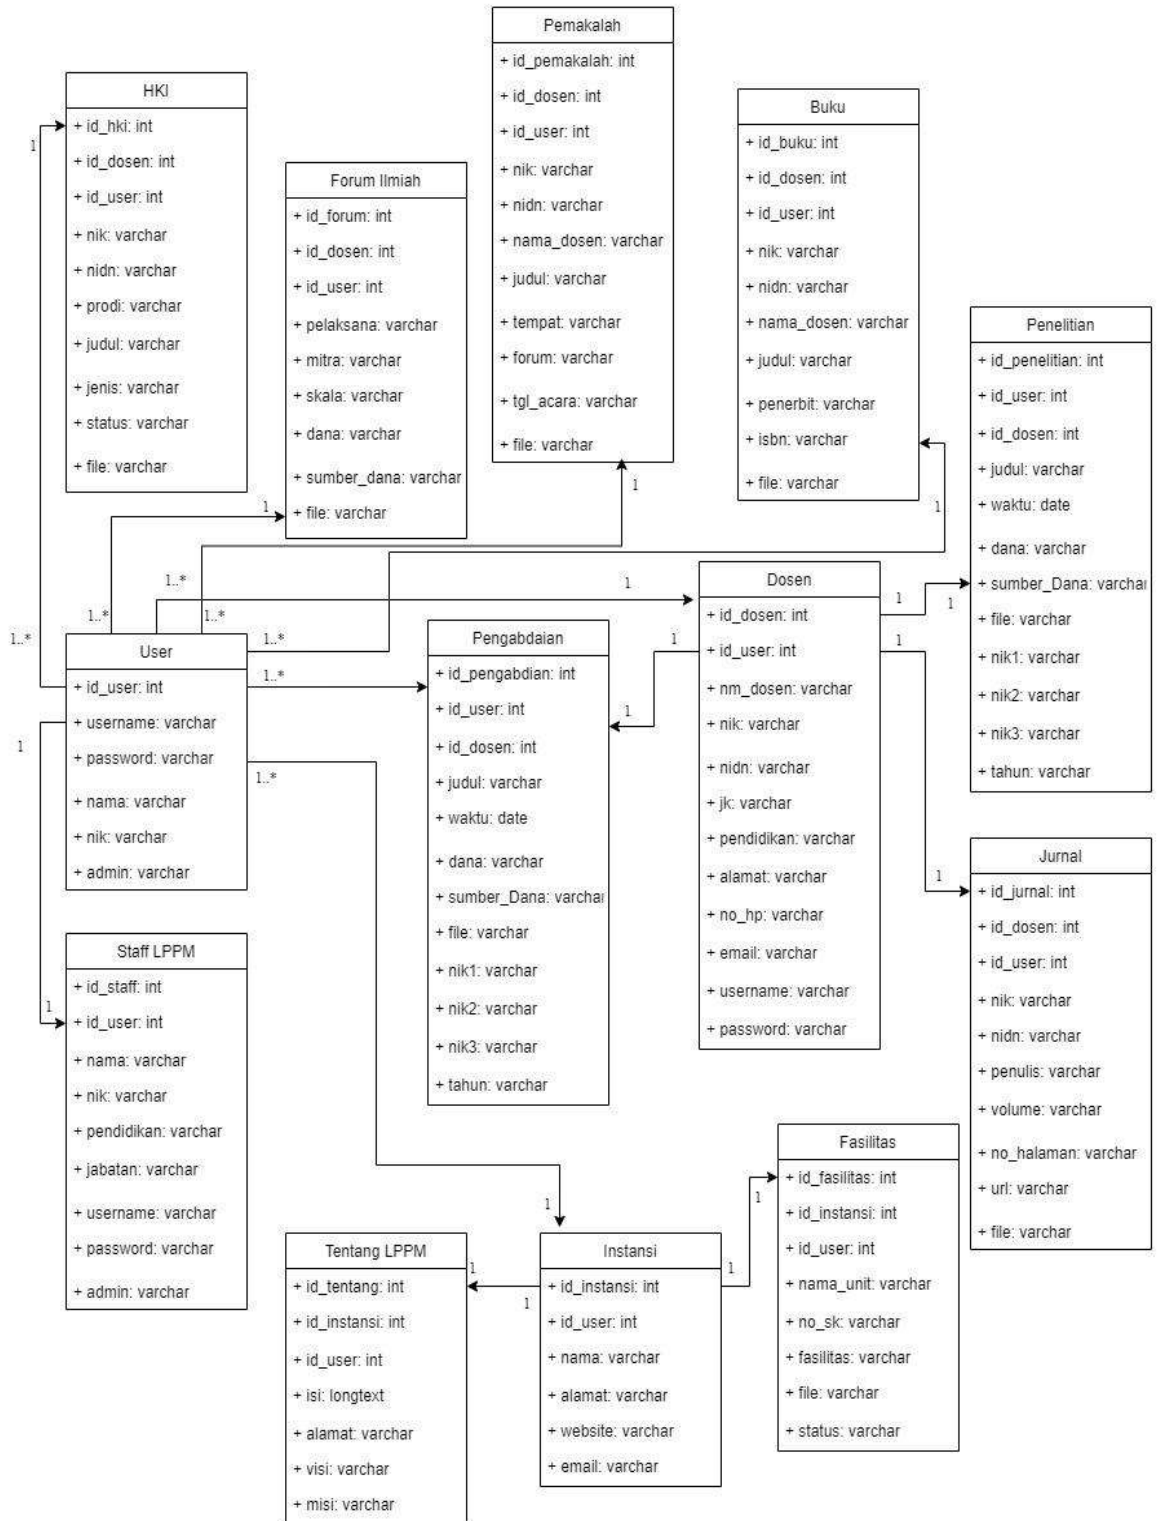 Pemakalah
+ id_pemakalah: int
+ id_dosen: int
+ id_user: int
+ nik: varchar
+ nidn: varchar
+ nama_dosen: varchar
+ judul: varchar
+ tempat: varchar
+ forum: varchar
+ tgl_acara: varchar
+ file: varchar
1
HKI
+ id_hki: int
+ id_dosen: int
+ id_user: int
+ nik: varchar
+ nidn: varchar
+ prodi: varchar
+ judul: varchar
+ jenis: varchar
+ status: varchar
+ file: varchar
1
Forum Ilmiah
+ id_forum: int
+ id_dosen: int
+ id_user: int
+ pelaksana: varchar
+ mitra: varchar
+ skala: varchar
+ dana: varchar
+ sumber_dana: varchar
+ file: varchar
1
Buku
+ id_buku: int
+ id_dosen: int
+ id_user: int
+ nik: varchar
+ nidn: varchar
+ nama_dosen: varchar
+ judul: varchar
+ penerbit: varchar
+ isbn: varchar
+ file: varchar
1
Penelitian
+ id_penelitian: int
+ id_user: int
+ id_dosen: int
+ judul: varchar
+ waktu: date
+ dana: varchar
+ sumber_Dana: varchar
+ file: varchar
+ nik1: varchar
+ nik2: varchar
+ nik3: varchar
+ tahun: varchar
1
1..*
1
1..*
1..*
1..*
1..*
User
+ id_user: int
+ username: varchar
+ password: varchar
+ nama: varchar
+ nik: varchar
+ admin: varchar
1..*
1..*
1
Pengabdaian
+ id_pengabdian: int
+ id_user: int
+ id_dosen: int
+ judul: varchar
+ waktu: date
+ dana: varchar
+ sumber_Dana: varchar
+ file: varchar
+ nik1: varchar
+ nik2: varchar
+ nik3: varchar
+ tahun: varchar
1
1
Dosen
+ id_dosen: int
+ id_user: int
+ nm_dosen: varchar
+ nik: varchar
+ nidn: varchar
+ jk: varchar
+ pendidikan: varchar
+ alamat: varchar
+ no_hp: varchar
+ email: varchar
+ username: varchar
+ password: varchar
1
1
1
Jurnal
+ id_jurnal: int
+ id_dosen: int
+ id_user: int
+ nik: varchar
+ nidn: varchar
+ penulis: varchar
+ volume: varchar
+ no_halaman: varchar
+ url: varchar
+ file: varchar
1
Staff LPPM
+ id_staff: int
+ id_user: int
+ nama: varchar
+ nik: varchar
+ pendidikan: varchar
+ jabatan: varchar
+ username: varchar
+ password: varchar
+ admin: varchar
Fasilitas
+ id_fasilitas: int
+ id_instansi: int
+ id_user: int
+ nama_unit: varchar
+ no_sk: varchar
+ fasilitas: varchar
+ file: varchar
+ status: varchar
1
1
1
Tentang LPPM
+ id_tentang: int
+ id_instansi: int
+ id_user: int
+ isi: longtext
+ alamat: varchar
+ visi: varchar
+ misi: varchar
1
1
Instansi
+ id_instansi: int
+ id_user: int
+ nama: varchar
+ alamat: varchar
+ website: varchar
+ email: varchar